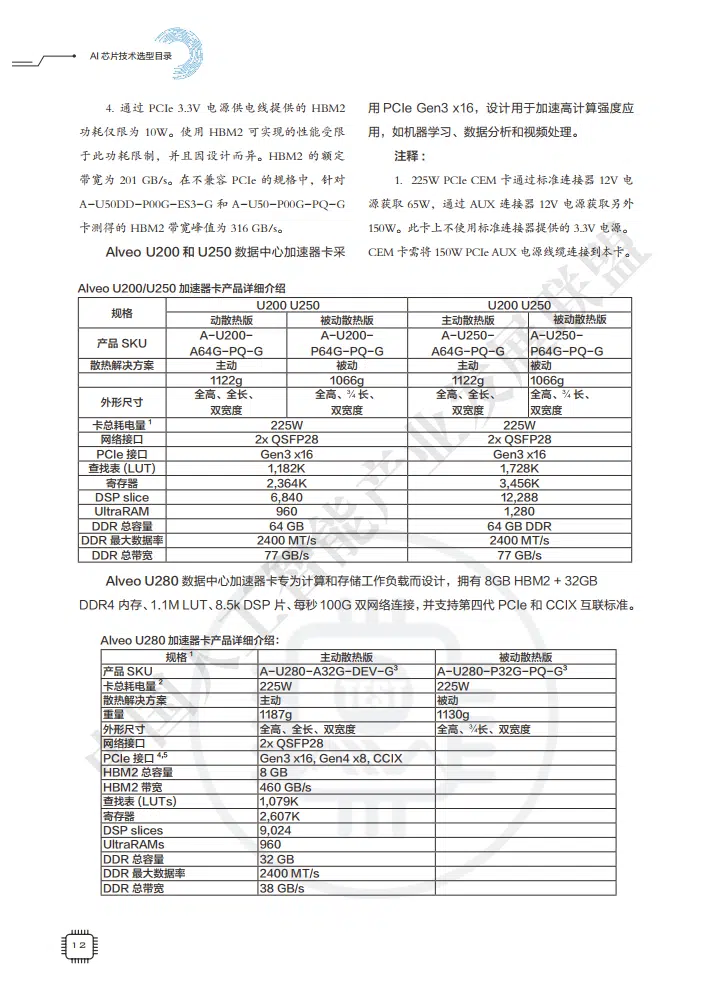 AI 芯片技术选型目录
4. 通过 PCIe 3.3V 电源供电线提供的 HBM2
功耗仅限为 10W。使用 HBM2 可实现的性能受限
于此功耗限制，并且因设计而异。HBM2 的额定
带宽为 201 GB/s。在不兼容 PCIe 的规格中，针对
A-U50DD-P00G-ES3-G 和 A-U50-P00G-PQ-G
卡测得的 HBM2 带宽峰值为 316 GB/s。
Alveo U200 和 U250 数据中心加速器卡采
用 PCIe Gen3 x16，设计用于加速高计算强度应
用，如机器学习、数据分析和视频处理。
注释：
1. 225W PCIe CEM 卡通过标准连接器 12V 电
源获取 65W，通过 AUX 连接器 12V 电源获取另外
150W。此卡上不使用标准连接器提供的 3.3V 电源。
CEM 卡需将 150W PCIe AUX 电源线缆连接到本卡。
Alveo U200/U250 加速器卡产品详细介绍
规格 U200 U250 U200 U250
动散热版 被动散热版 主动散热版 被动散热版
产品 SKU A-U200-A64G-PQ-G A-U200-P64G-PQ-G A-U250-A64G-PQ-G A-U250-P64G-PQ-G
散热解决方案 主动 被动 主动 被动
1122g 1066g 1122g 1066g
外形尺寸 全高、全长、双宽度 全高、¾ 长、双宽度 全高、全长、双宽度 全高、¾ 长、双宽度
卡总耗电量 1 225W 225W
网络接口 2x QSFP28 2x QSFP28
PCIe 接口 Gen3 x16 Gen3 x16
查找表 (LUT) 1,182K 1,728K
寄存器 2,364K 3,456K
DSP slice 6,840 12,288
UltraRAM 960 1,280
DDR 总容量 64 GB 64 GB DDR
DDR 最大数据率 2400 MT/s 2400 MT/s
DDR 总带宽 77 GB/s 77 GB/s
Alveo U280 数据中心加速器卡专为计算和存储工作负载而设计，拥有 8GB HBM2 + 32GB
DDR4 内存、1.1M LUT、8.5k DSP 片、每秒 100G 双网络连接，并支持第四代 PCIe 和 CCIX 互联标准。
Alveo U280 加速器卡产品详细介绍：
规格 1 主动散热版 被动散热版
产品 SKU A-U280-A32G-DEV-G3 A-U280-P32G-PQ-G3
卡总耗电量 2 225W 225W
散热解决方案 主动 被动
重量 1187g 1130g
外形尺寸 全高、全长、双宽度 全高、¾长、双宽度
网络接口 2x QSFP28
PCIe 接口 4,5 Gen3 x16, Gen4 x8, CCIX
HBM2 总容量 8 GB
HBM2 带宽 460 GB/s
查找表 (LUTs) 1,079K
寄存器 2,607K
DSP slices 9,024
UltraRAMs 960
DDR 总容量 32 GB
DDR 最大数据率 2400 MT/s
DDR 总带宽 38 GB/s
中国人工智能产业发展联盟
TEST
12